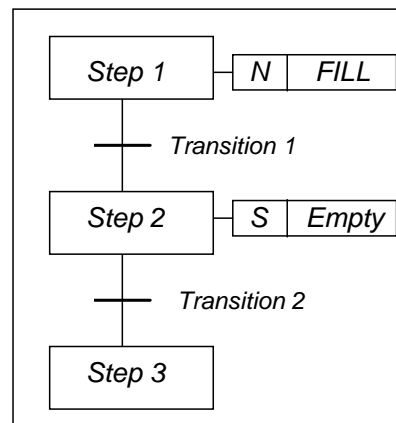 Step 1 N FILL
Transition 1
Step 2 S Empty
Transition 2
Step 3